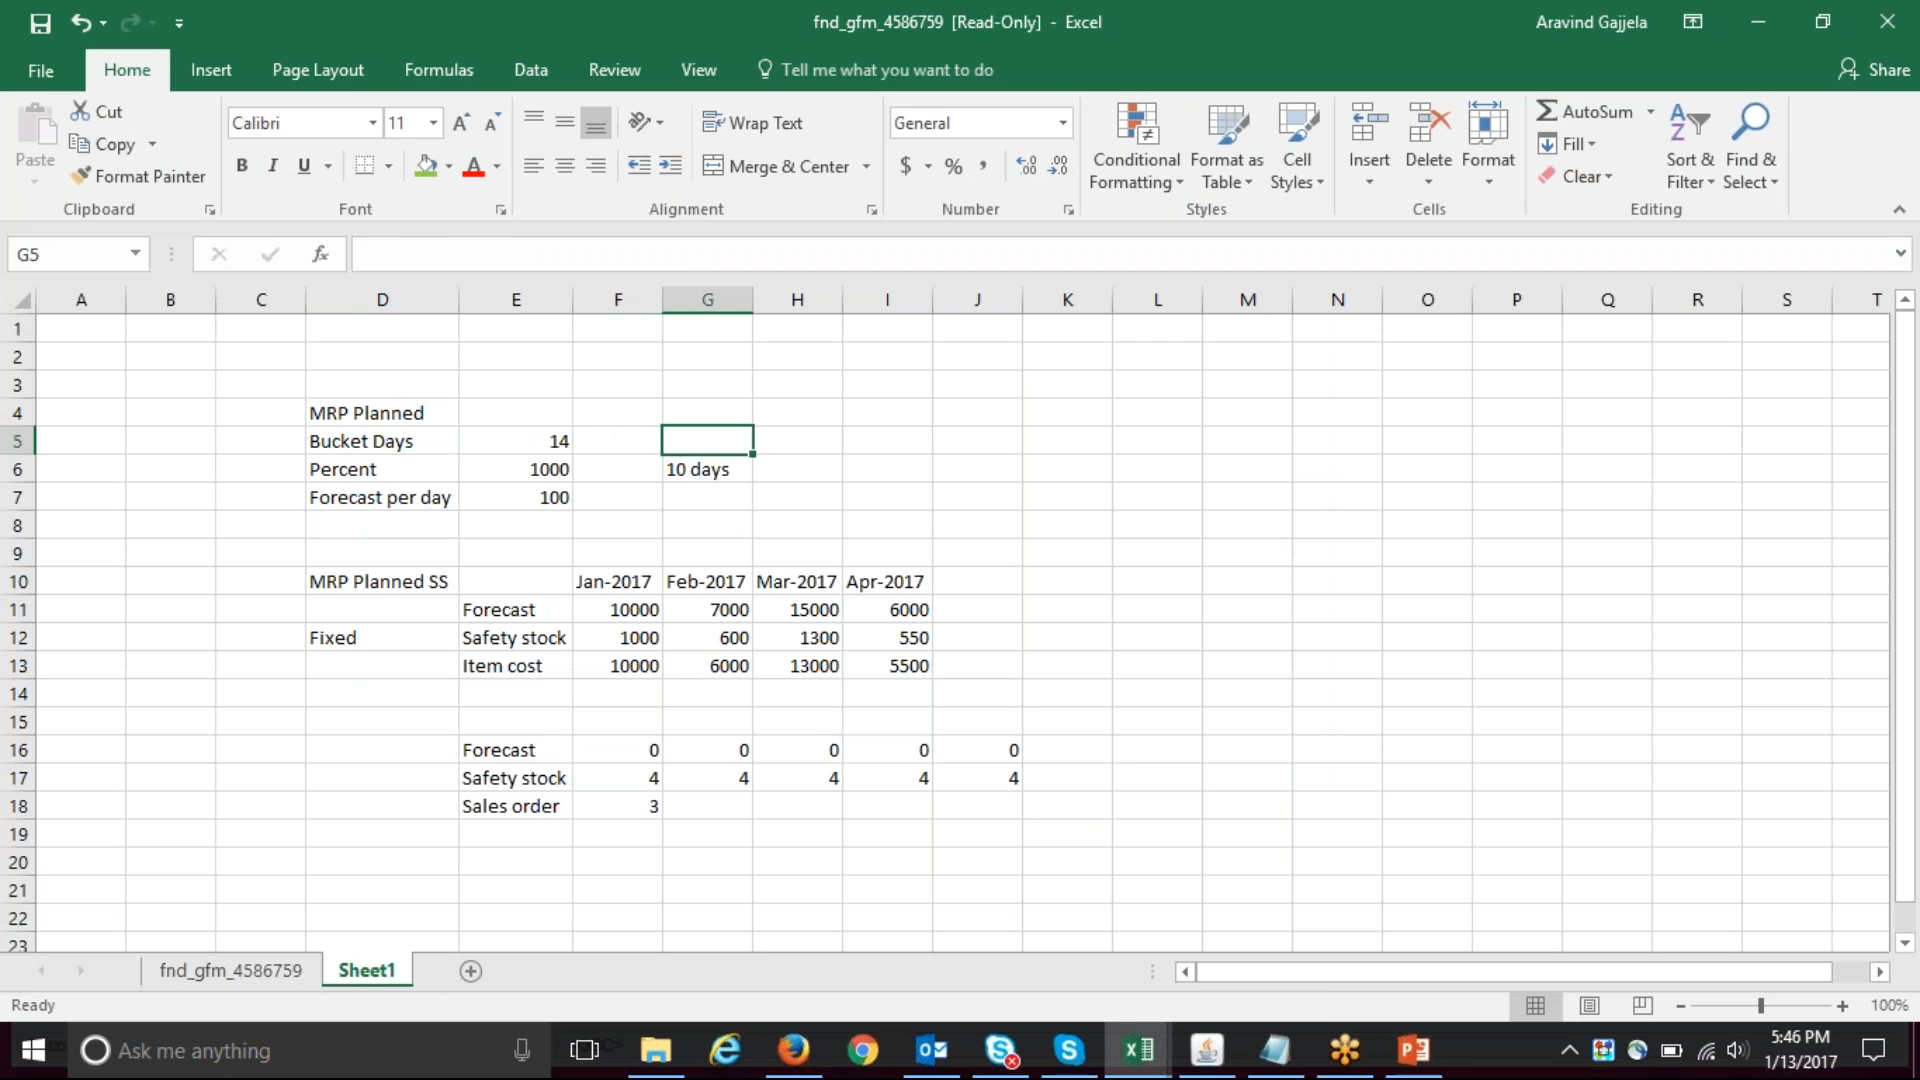 fnd_gfm_4586759 [Read-Only] - Excel
Aravind Gajjela
File Home Insert Page Layout Formulas Data Review View Tell me what you want to do Share
Paste
Cut
Copy
Format Painter
Clipboard
Calibri 11
B I U A
Font
Wrap Text
Merge & Center
Alignment
General
$ % ,
Number
Conditional Formatting
Format as Table
Cell Styles
Styles
Insert Delete Format
Cells
AutoSum
Fill
Clear
Sort & Filter
Find & Select
Editing
G5 fx
A B C D E F G H I J K L M N O P Q R S T
1
2
3
4 MRP Planned
5 Bucket Days 14
6 Percent 1000 10 days
7 Forecast per day 100
8
9
10 MRP Planned SS Jan-2017 Feb-2017 Mar-2017 Apr-2017
11 Forecast 10000 7000 15000 6000
12 Fixed Safety stock 1000 600 1300 550
13 Item cost 10000 6000 13000 5500
14
15
16 Forecast 0 0 0 0 0
17 Safety stock 4 4 4 4 4
18 Sales order 3
19
20
21
22
23
fnd_gfm_4586759 Sheet1
Ready 100%
Ask me anything
5:46 PM
1/13/2017